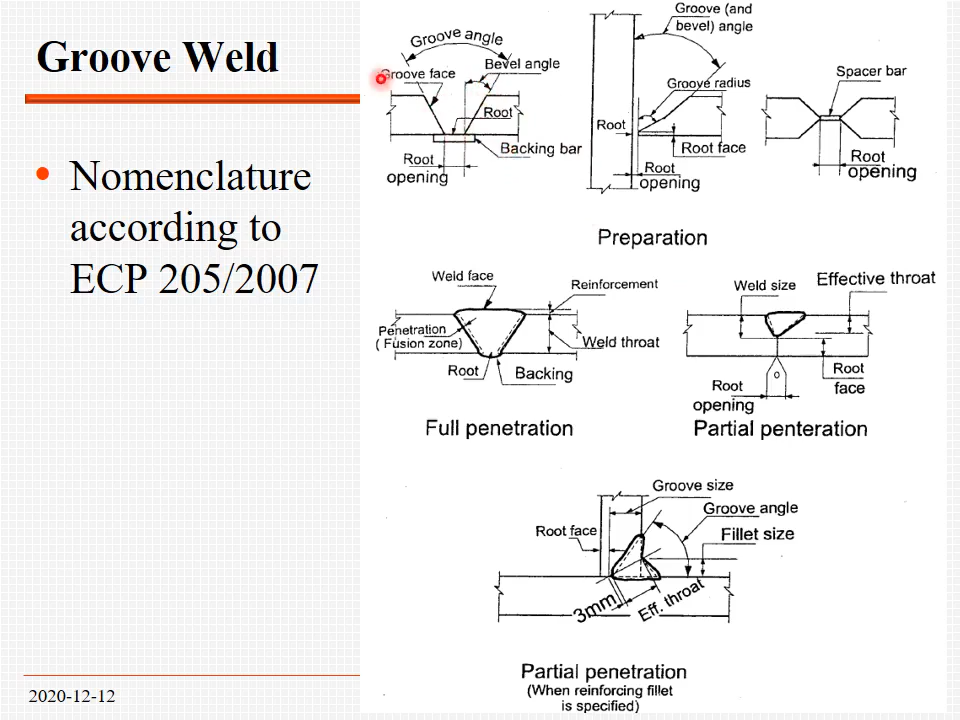 Groove Weld
• Nomenclature
according to
ECP 205/2007
Groove angle
Groove face
Bevel angle
Root
Backing bar
Root
opening
Groove (and
bevel) angle
Groove radius
Root
Root face
Root
opening
Spacer bar
Root
opening
Preparation
Weld face
Reinforcement
Penetration
( Fusion zone)
Weld throat
Root
Backing
Full penetration
Weld size
Effective throat
Root
face
Root
opening
Partial penteration
Groove size
Groove angle
Root face
Fillet size
3mm
Eff. throat
Partial penetration
(When reinforcing fillet
is specified)
2020-12-12